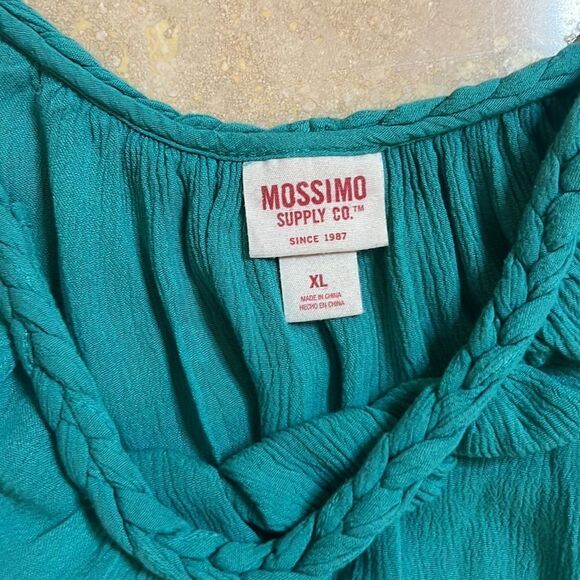 MOSSIMO
SUPPLY CO.™
SINCE 1987
XL
MADE IN CHINA
HECHO EN CHINA